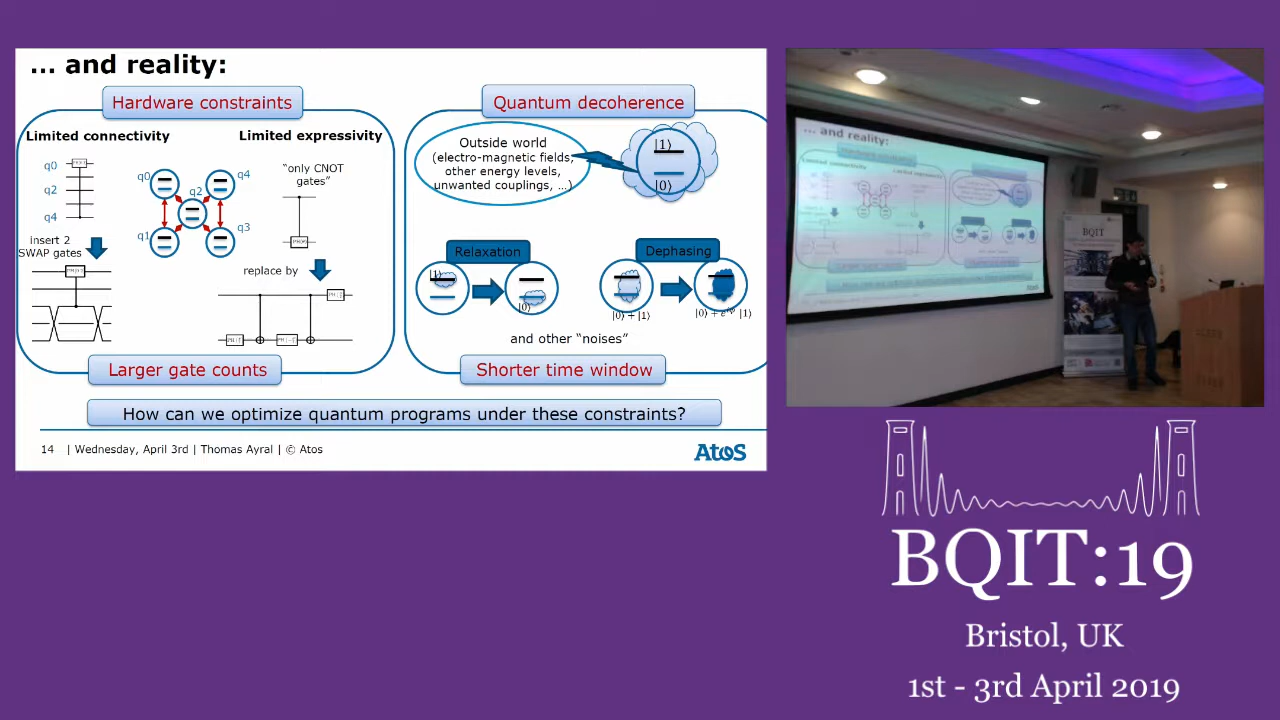 ... and reality:
Hardware constraints
Limited connectivity
Limited expressivity
q0
q2
q4
q0
q4
q2
q1
q3
"only CNOT
gates"
insert 2
SWAP gates
replace by
Larger gate counts
Quantum decoherence
Outside world
(electro-magnetic fields,
other energy levels,
unwanted couplings, ...)
|1⟩
|0⟩
Relaxation
Dephasing
|1⟩
|0⟩
|0⟩ + |1⟩
and other "noises"
Shorter time window
How can we optimize quantum programs under these constraints?
14 | Wednesday, April 3rd | Thomas Ayral | © Atos
Atos
... and reality:
BQIT
BQIT:19
Bristol, UK
1st - 3rd April 2019